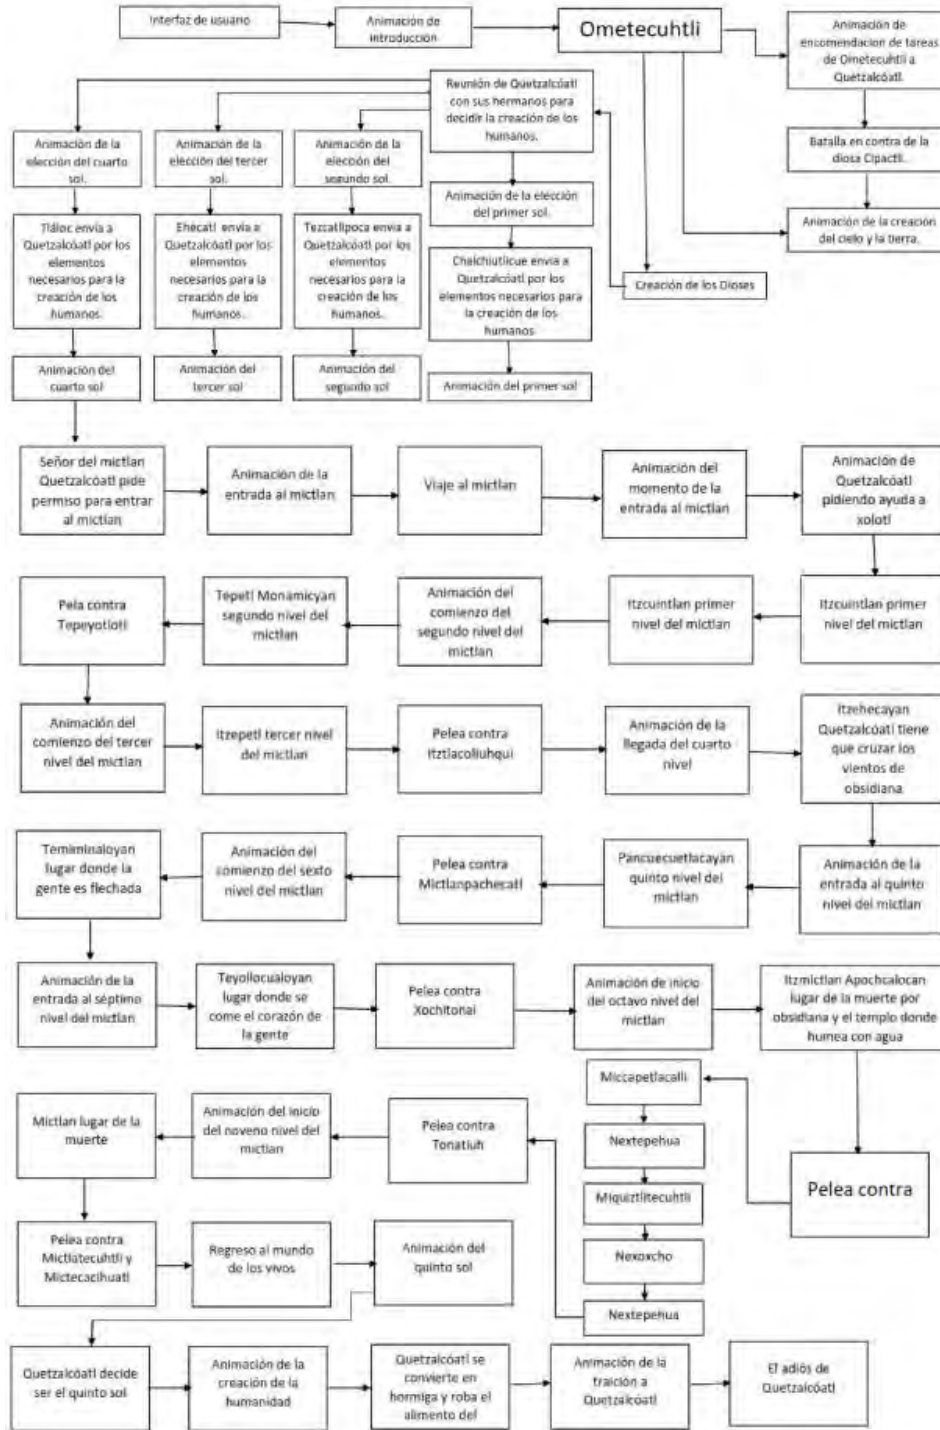 Interfaz de usuario
Animación de
introducción
Ometecuhtli
Animación de
encomendacion de tareas
de Ometecuhtli a
Quetzalcóatl.
Reunión de Quetzalcóatl
con sus hermanos para
decidir la creación de los
humanos.
Animación de la
elección del cuarto
sol.
Animación de la
elección del tercer
sol.
Animación de la
elección del
segundo sol.
Batalla en contra de la
diosa Cipactli.
Animación de la elección
del primer sol.
Tláloc envía a
Quetzalcóatl por los
elementos
necesarios para la
creación de los
humanos.
Ehécatl envía a
Quetzalcóatl por los
elementos
necesarios para la
creación de los
humanos.
Tezcatlipoca envía a
Quetzalcóatl por los
elementos
necesarios para la
creación de los
humanos.
Chalchiutlicue envía a
Quetzalcóatl por los
elementos necesarios para
la creación de los
humanos
Animación de la creación
del cielo y la tierra.
Creación de los Dioses
Animación del
cuarto sol
Animación del
tercer sol
Animación del
segundo sol
Animación del primer sol
Señor del mictlan
Quetzalcóatl pide
permiso para entrar
al mictlan
Animación de la
entrada al mictlan
Viaje al mictlan
Animación del
momento de la
entrada al mictlan
Animación de
Quetzalcóatl
pidiendo ayuda a
xolotl
Pela contra
Tepeyotloti
Tepetl Monamicyan
segundo nivel del
mictlan
Animación del
comienzo del
segundo nivel del
mictlan
Itzcuintlan primer
nivel del mictlan
Itzcuintlan primer
nivel del mictlan
Animación del
comienzo del tercer
nivel del mictlan
Itzepetl tercer nivel
del mictlan
Pelea contra
Itztlacoliuhqui
Animación de la
llegada del cuarto
nivel
Itzehecayan
Quetzalcóatl tiene
que cruzar los
vientos de
obsidiana
Temiminaloyan
lugar donde la
gente es flechada
Animación del
comienzo del sexto
nivel del mictlan
Pelea contra
Mictlanpachecatl
Pancuecuetlacayan
quinto nivel del
mictlan
Animación de la
entrada al quinto
nivel del mictlan
Animación de la
entrada al séptimo
nivel del mictlan
Teyollocualoyan
lugar donde se
come el corazón de
la gente
Pelea contra
Xochitonal
Animación de inicio
del octavo nivel del
mictlan
Itzmictlan Apochcalocan
lugar de la muerte por
obsidiana y el templo donde
humea con agua
Mictlan lugar de la
muerte
Animación del inicio
del noveno nivel del
mictlan
Pelea contra
Tonatiuh
Miccapetlacalli
Nextepehua
Miquiztlitecuhtli
Nexoxcho
Nextepehua
Pelea contra
Pelea contra
Mictlatecuhtli y
Mictecacihuatl
Regreso al mundo
de los vivos
Animación del
quinto sol
Quetzalcóatl decide
ser el quinto sol
Animación de la
creación de la
humanidad
Quetzalcóatl se
convierte en
hormiga y roba el
alimento del
Animación de la
traición a
Quetzalcóatl
El adiós de
Quetzalcóatl